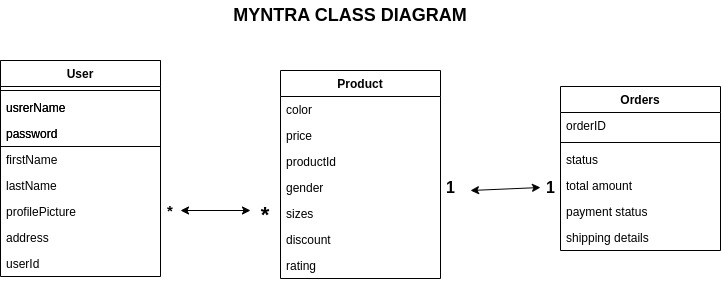 MYNTRA CLASS DIAGRAM
User
usrerName
password
firstName
lastName
profilePicture
address
userId
*
*
Product
color
price
productId
gender
sizes
discount
rating
1
1
Orders
orderID
status
total amount
payment status
shipping details